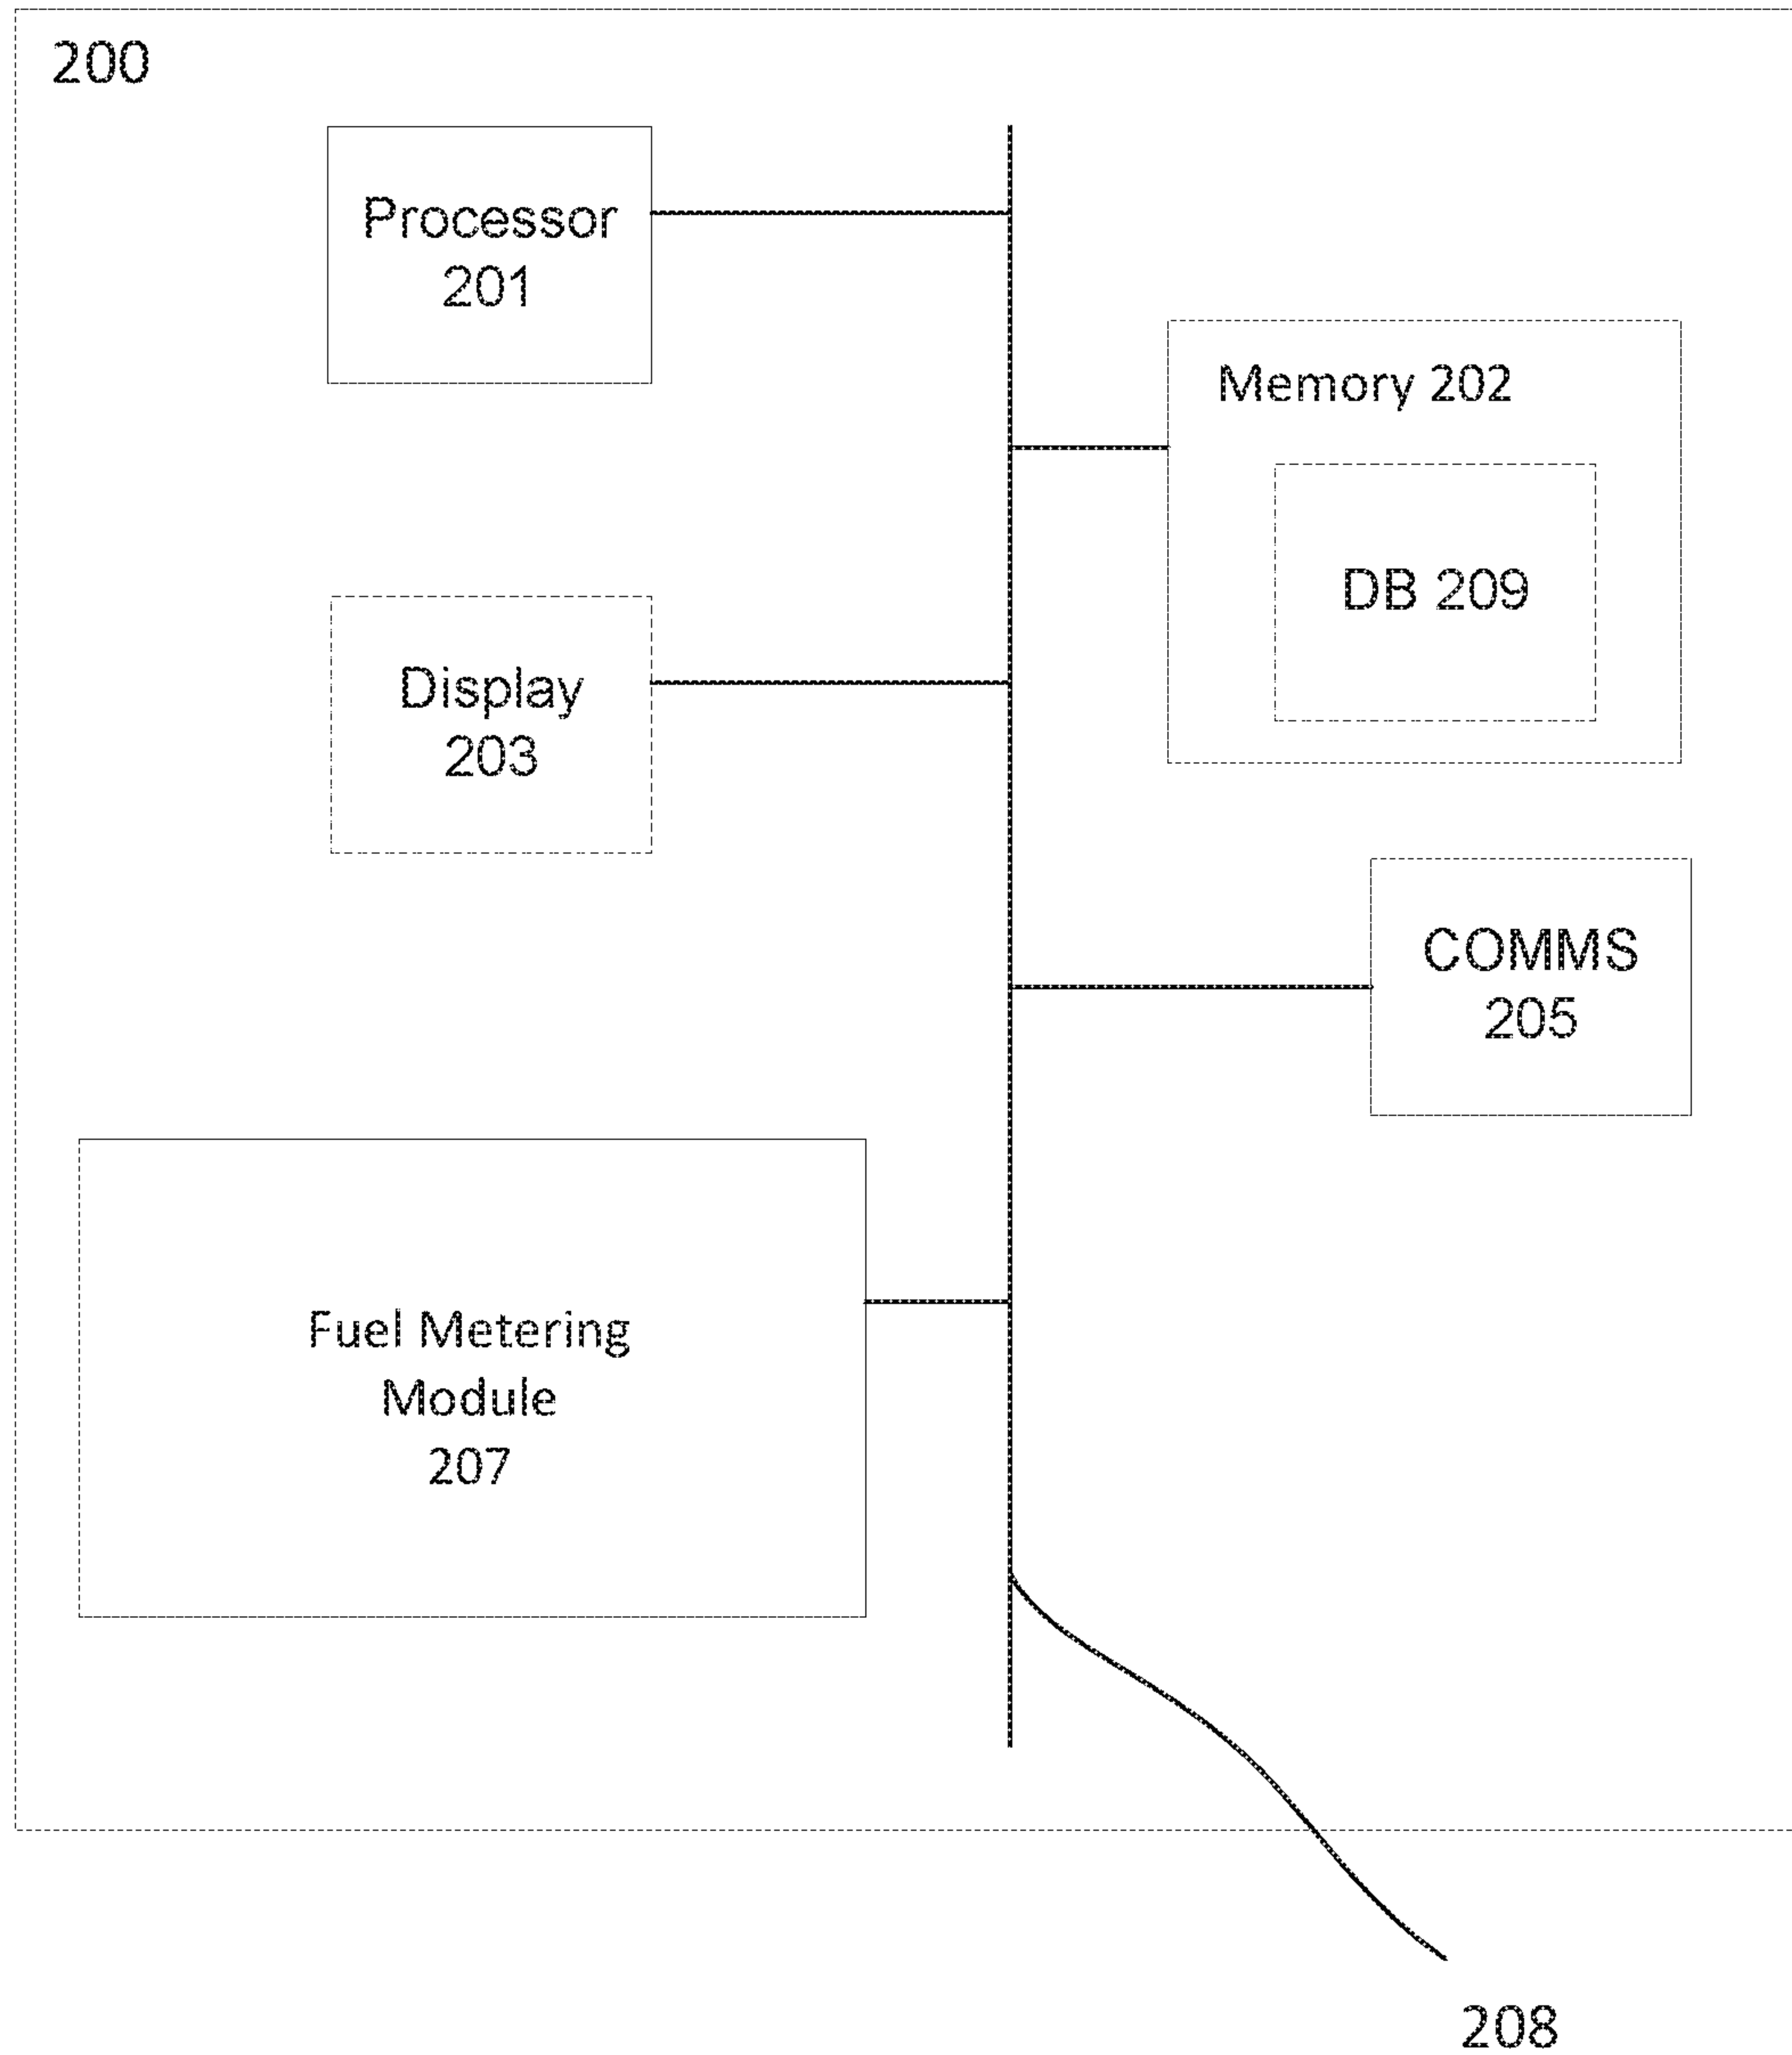 200
Processor
201
Memory 202
DB 209
Display
203
COMMS
205
Fuel Metering
Module
207
208